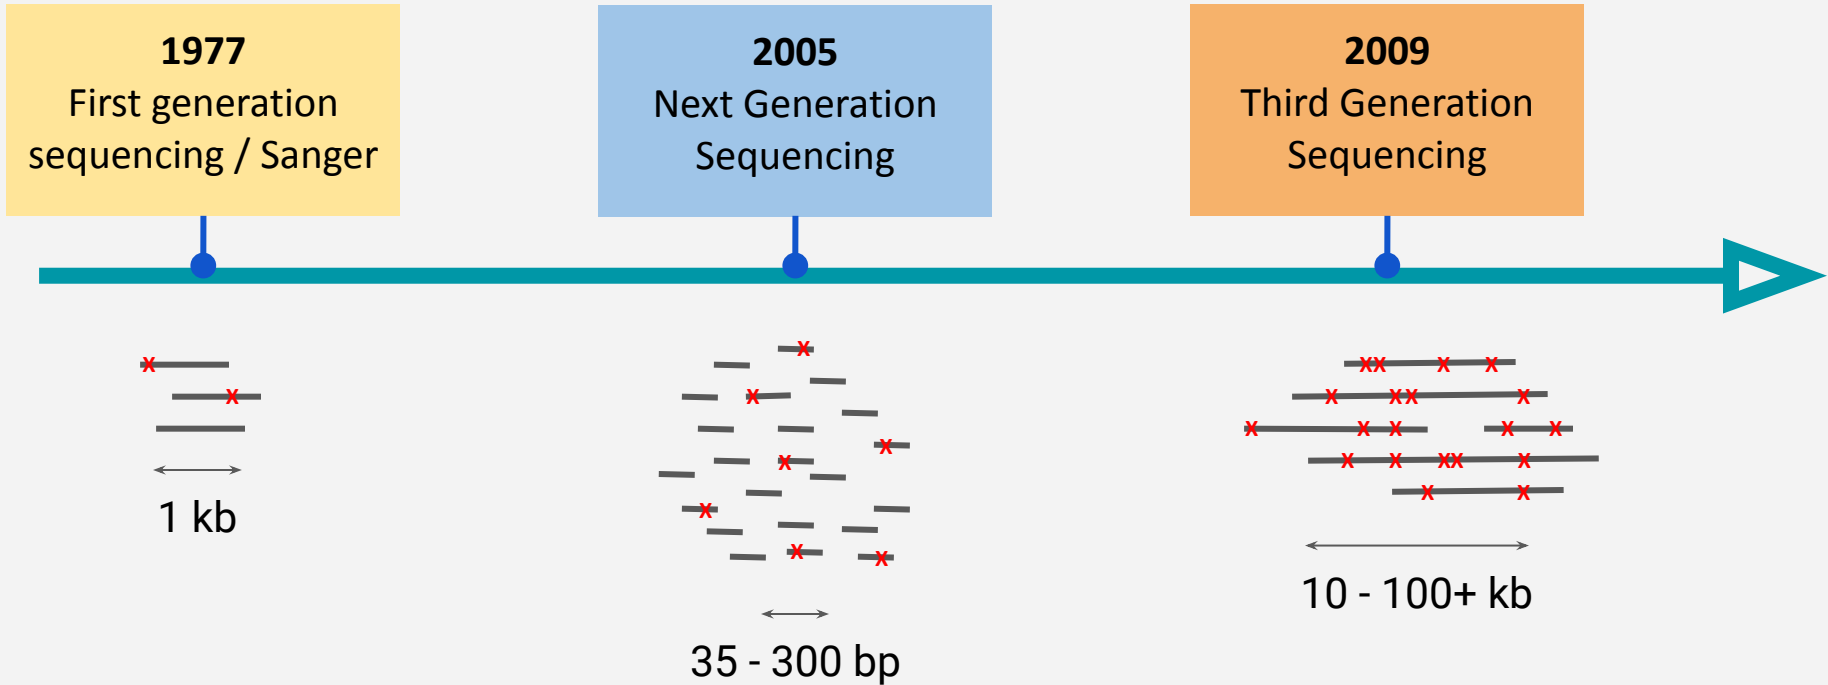 1977
First generation
sequencing / Sanger
2005
Next Generation
Sequencing
2009
Third Generation
Sequencing
1 kb
35 - 300 bp
10 - 100+ kb